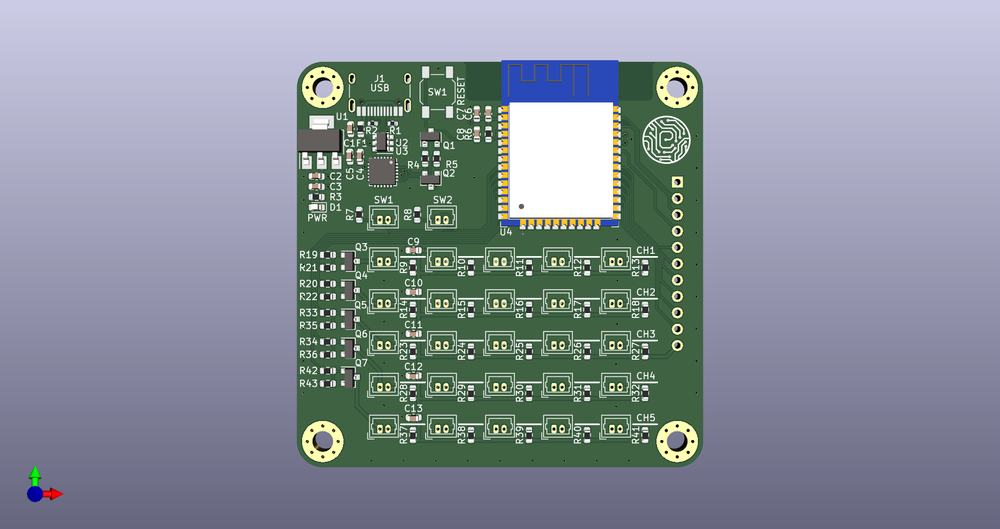 J1
USB
SW1
RESET
C7 C6
C8 R6
U1
R2 R1
C1 F1
U2
U3
C5 C4
Q1
R4 R5
Q2
C2
C3
R3
D1
PWR
SW1 SW2
R7 R8
U4
C9 CH1
Q3
R19
R21
R9 R10 R11 R12 R13
Q4
C10 CH2
R20
R22
R14 R15 R16 R17 R18
Q5
C11 CH3
R33
R35
R23 R24 R25 R26 R27
Q6
C12 CH4
R34
R36
R28 R29 R30 R31 R32
Q7
C13 CH5
R42
R43
R37 R38 R39 R40 R41